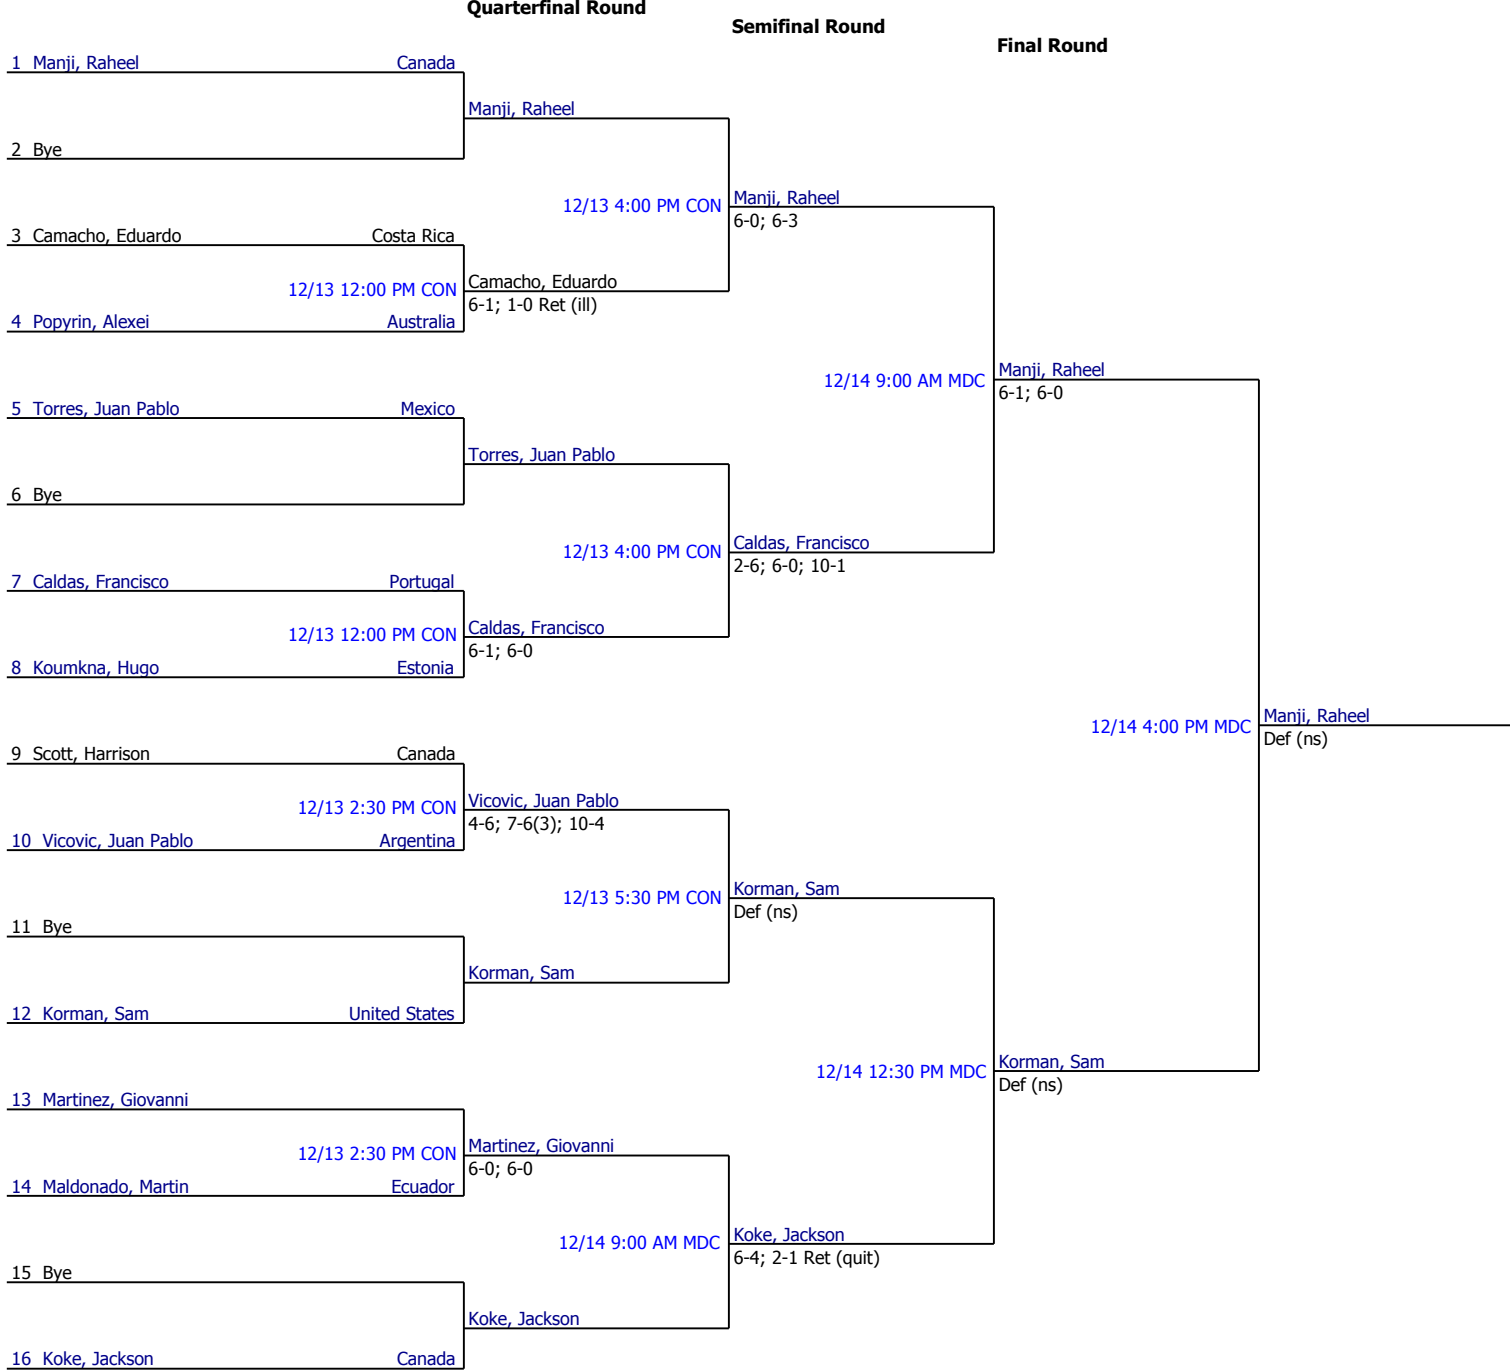 Quarterfinal Round
Semifinal Round
Final Round
1 Manji, Raheel Canada
Manji, Raheel
2 Bye
12/13 4:00 PM CON Manji, Raheel
6-0; 6-3
3 Camacho, Eduardo Costa Rica
12/13 12:00 PM CON Camacho, Eduardo
6-1; 1-0 Ret (ill)
4 Popyrin, Alexei Australia
12/14 9:00 AM MDC Manji, Raheel
6-1; 6-0
5 Torres, Juan Pablo Mexico
Torres, Juan Pablo
6 Bye
12/13 4:00 PM CON Caldas, Francisco
2-6; 6-0; 10-1
7 Caldas, Francisco Portugal
12/13 12:00 PM CON Caldas, Francisco
6-1; 6-0
8 Koumkna, Hugo Estonia
12/14 4:00 PM MDC Manji, Raheel
Def (ns)
9 Scott, Harrison Canada
12/13 2:30 PM CON Vicovic, Juan Pablo
4-6; 7-6(3); 10-4
10 Vicovic, Juan Pablo Argentina
12/13 5:30 PM CON Korman, Sam
Def (ns)
11 Bye
Korman, Sam
12 Korman, Sam United States
12/14 12:30 PM MDC Korman, Sam
Def (ns)
13 Martinez, Giovanni
12/13 2:30 PM CON Martinez, Giovanni
6-0; 6-0
14 Maldonado, Martin Ecuador
12/14 9:00 AM MDC Koke, Jackson
6-4; 2-1 Ret (quit)
15 Bye
Koke, Jackson
16 Koke, Jackson Canada